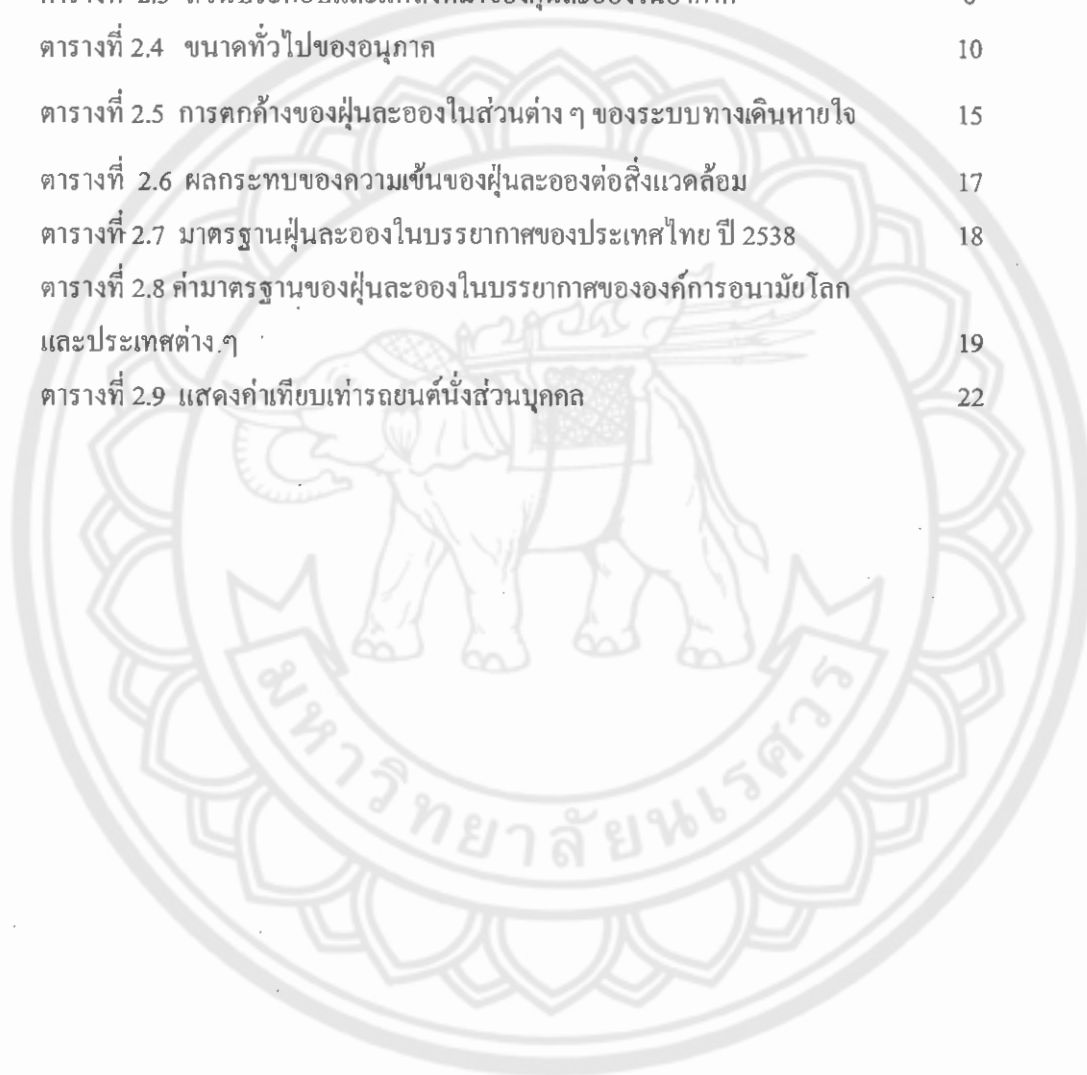 ตารางที่ 2.4 ขนาดทั่วไปของอนุภาค 10
ตารางที่ 2.5 การตกค้างของฝุ่นละอองในส่วนต่าง ๆ ของระบบทางเดินหายใจ 15
ตารางที่ 2.6 ผลกระทบของความเข้นของฝุ่นละอองต่อสิ่งแวดล้อม 17
ตารางที่ 2.7 มาตรฐานฝุ่นละอองในบรรยากาศของประเทศไทย ปี 2538 18
ตารางที่ 2.8 ค่ามาตรฐานของฝุ่นละอองในบรรยากาศขององค์การอนามัยโลก
และประเทศต่าง ๆ 19
ตารางที่ 2.9 แสดงค่าเทียบเท่ารถยนต์นั่งส่วนบุคคล 22
มหาวิทยาลัยนเรศวร